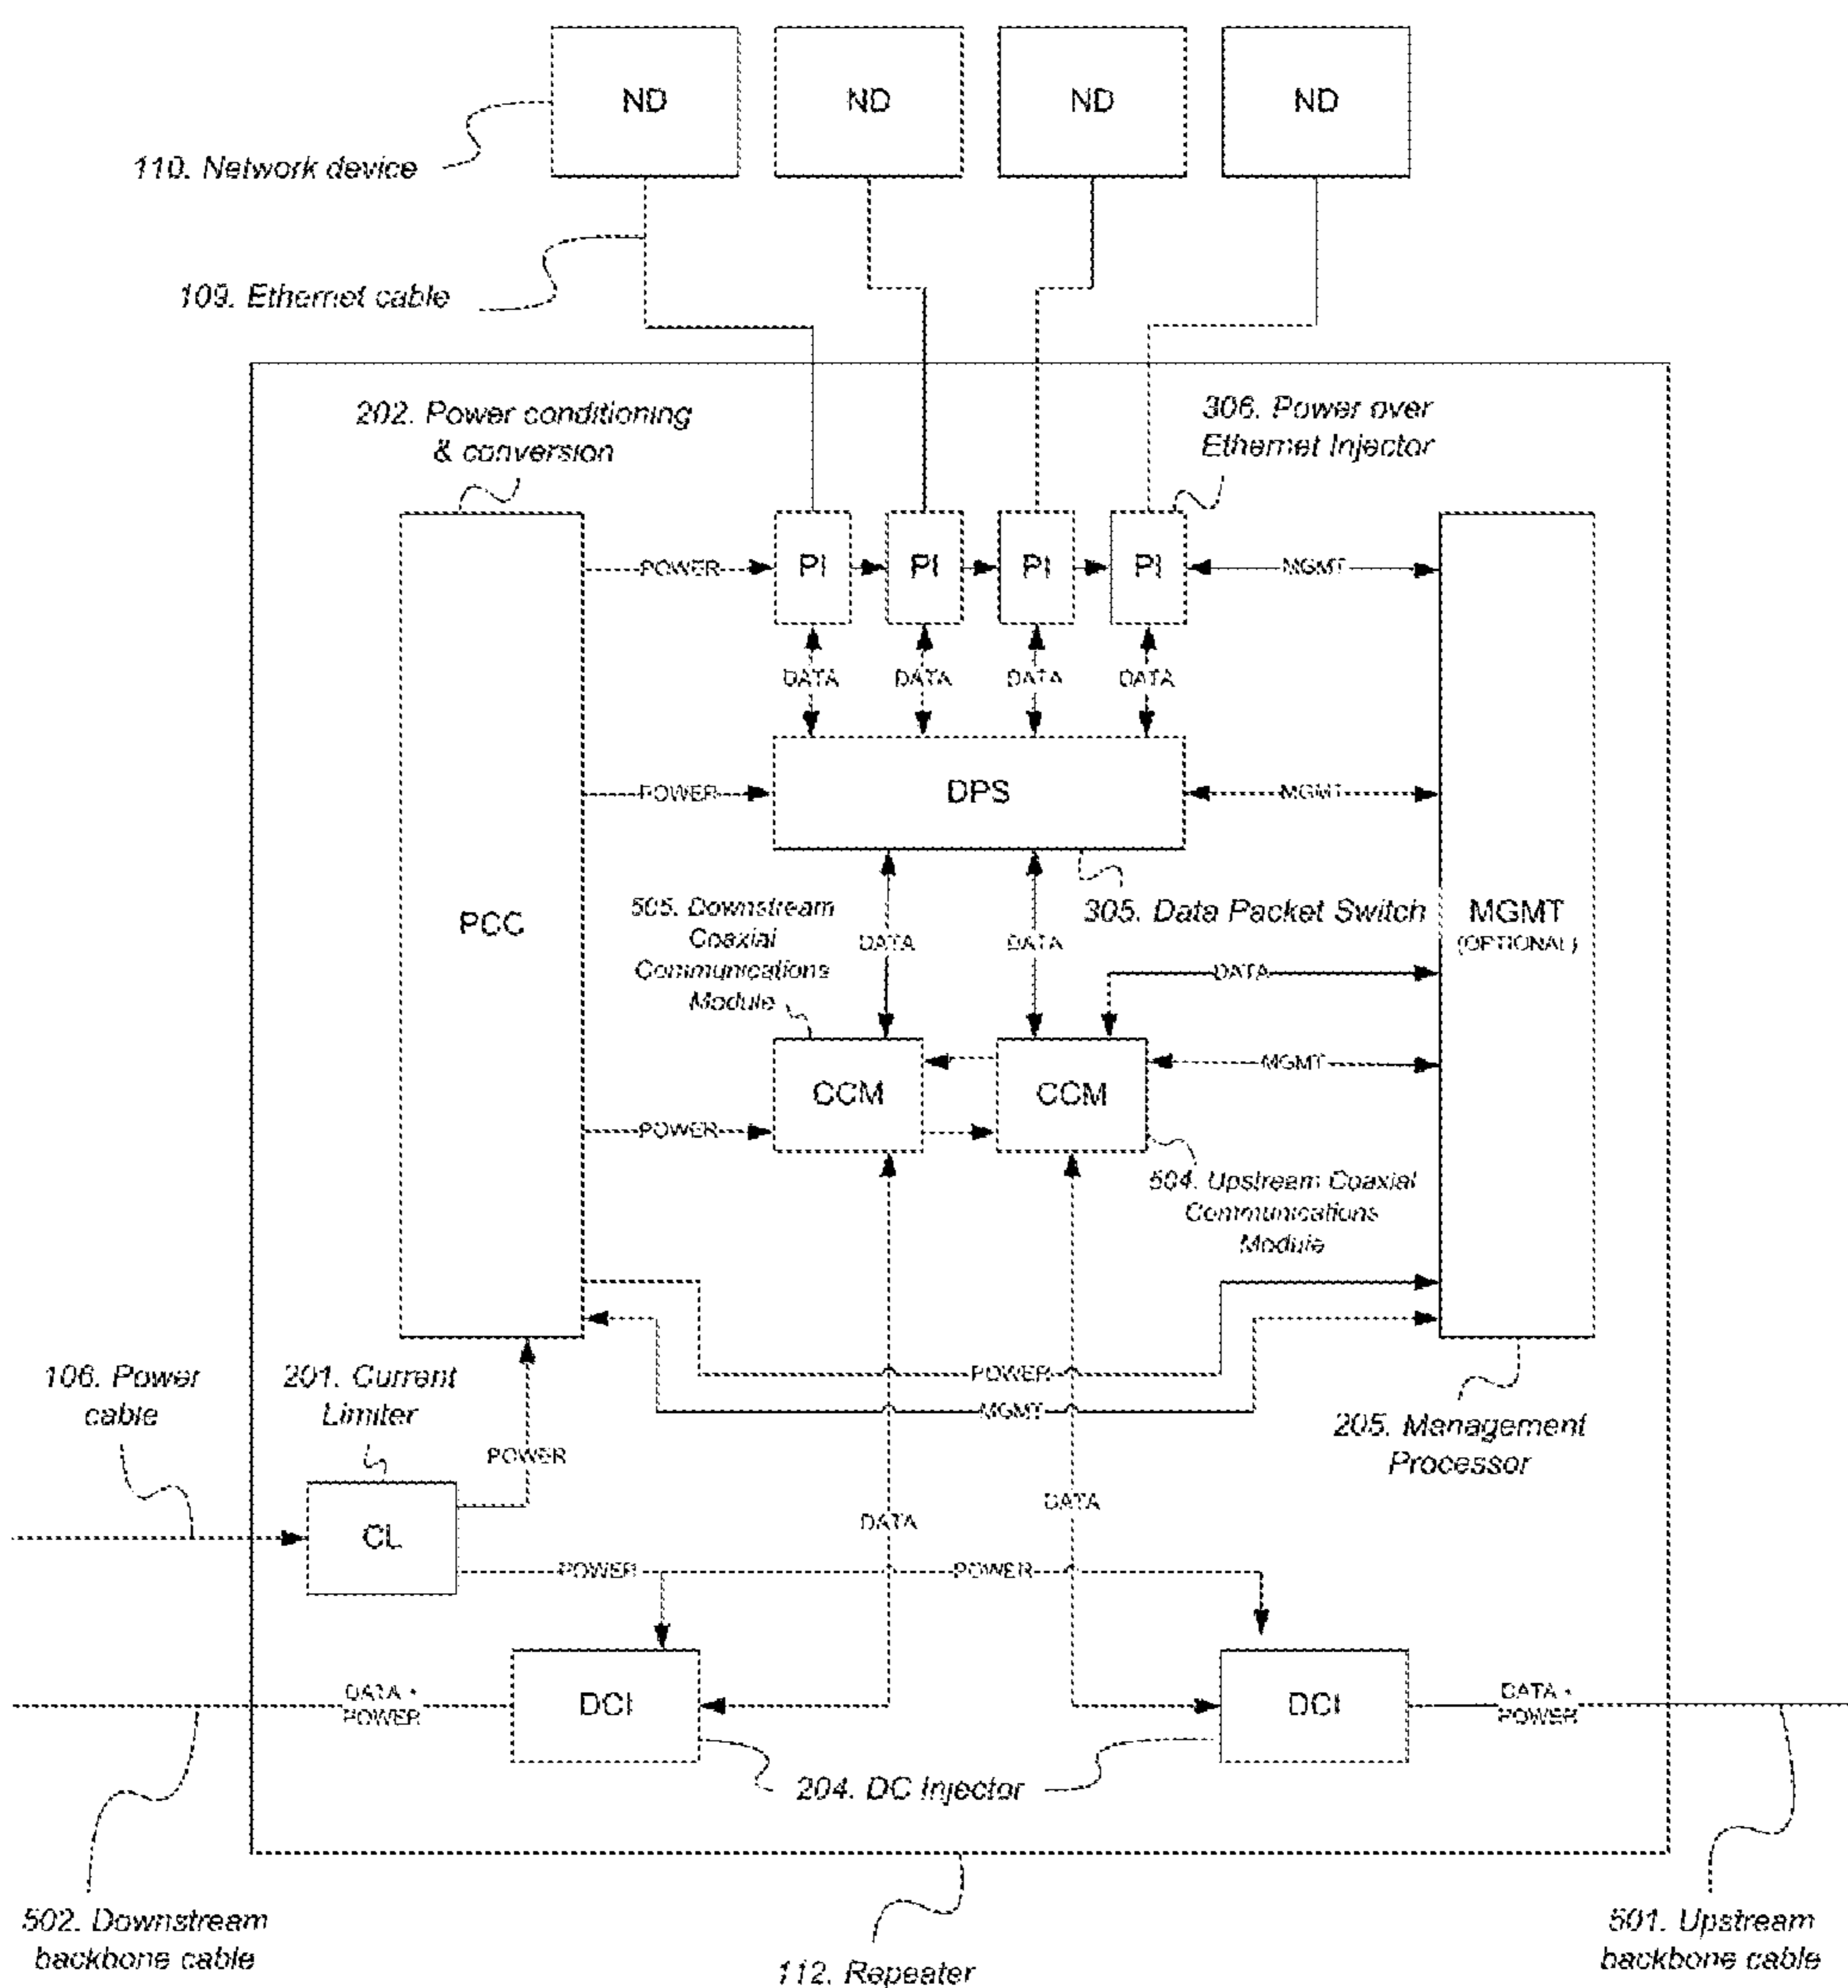 ND ND ND ND
110. Network device
109. Ethernet cable
202. Power conditioning
& conversion
306. Power over
Ethernet Injector
POWER PI PI PI PI MGMT
DATA DATA DATA DATA
POWER DPS MGMT
305. Data Packet Switch
PCC
MGMT
(OPTIONAL)
505. Downstream
Coaxial
Communications
Module
DATA DATA
DATA
CCM CCM MGMT
POWER
504. Upstream Coaxial
Communications
Module
POWER
MGMT
106. Power
cable
201. Current
Limiter
POWER
205. Management
Processor
CL
DATA
DATA
POWER POWER
DATA +
POWER
DCI DCI
DATA +
POWER
204. DC Injector
502. Downstream
backbone cable
112. Repeater
501. Upstream
backbone cable